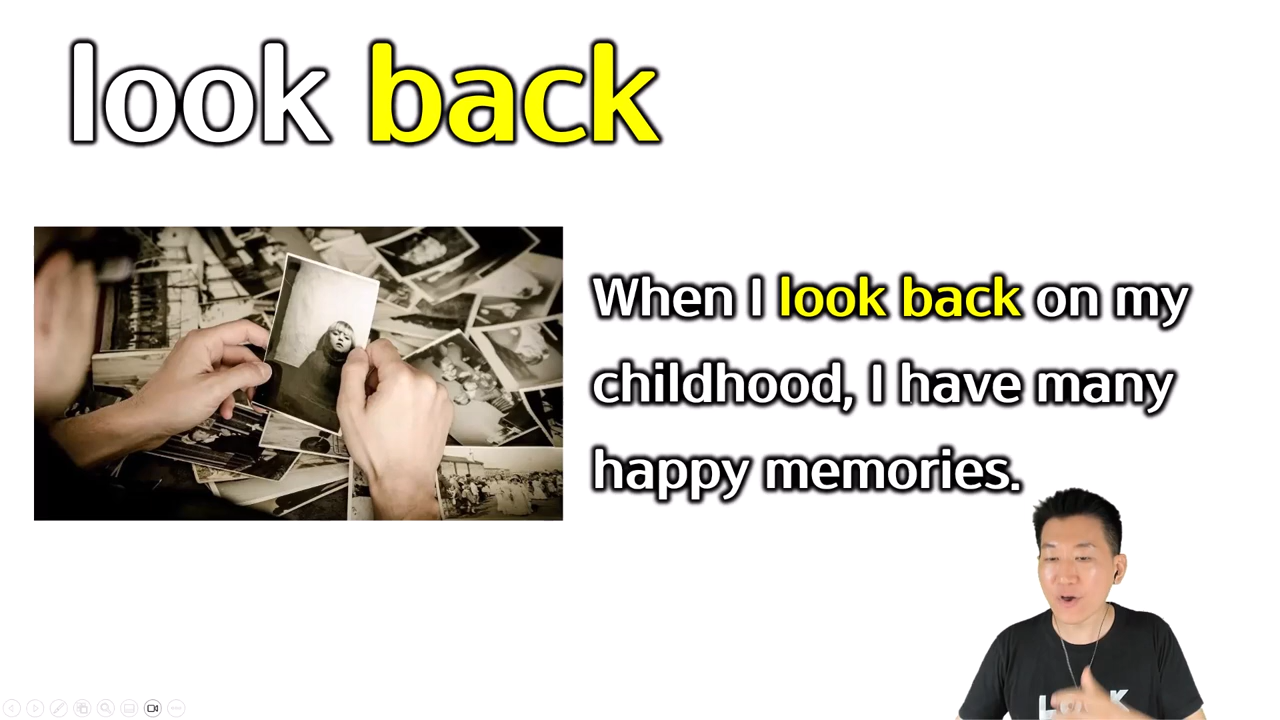 look back
When I look back on my
childhood, I have many
happy memories.